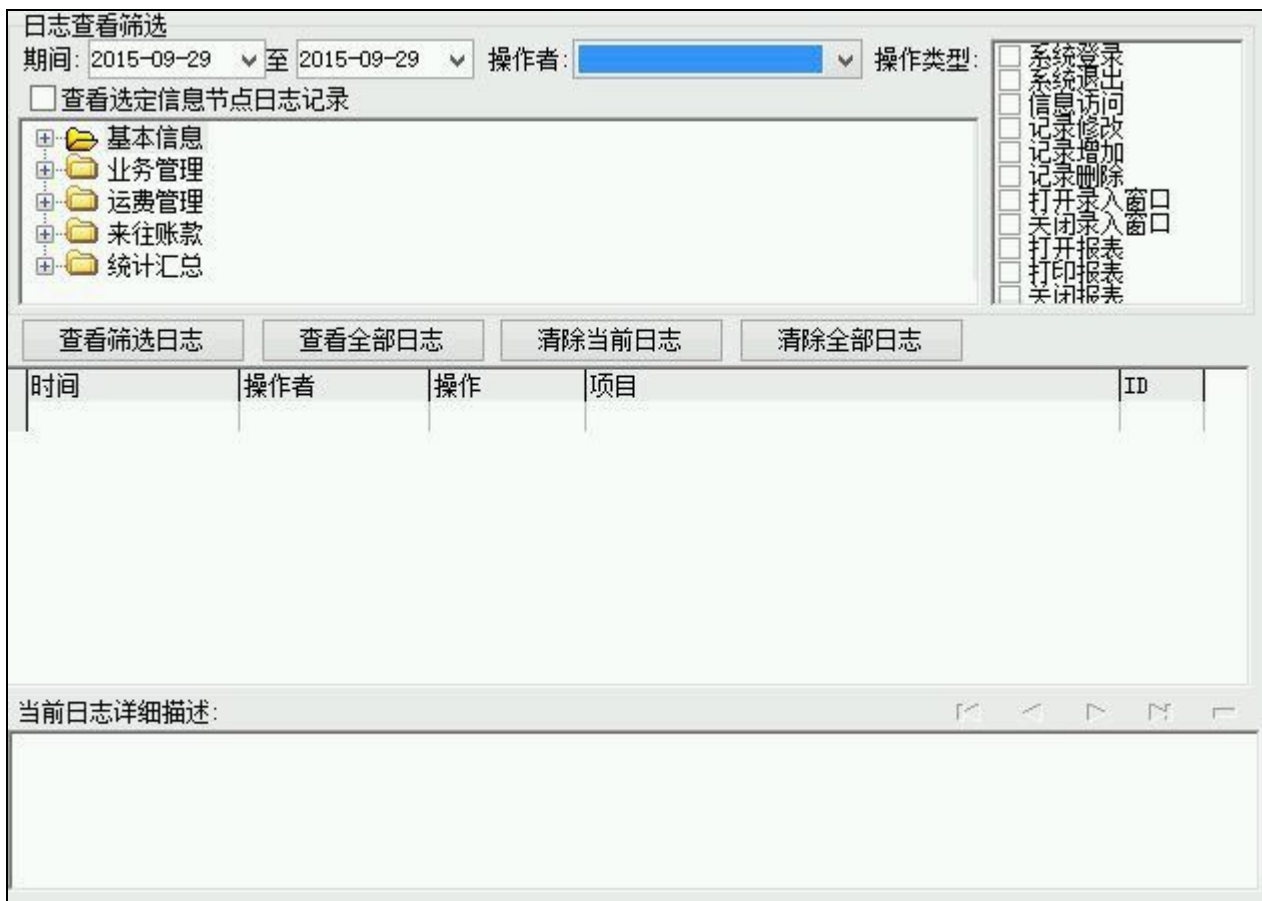 日志查看筛选
期间: 2015-09-29 至 2015-09-29 操作者: 操作类型:
系统登录
系统退出
信息访问
记录修改
记录增加
记录删除
打开录入窗口
关闭录入窗口
打开报表
打印报表
关闭报表
查看选定信息节点日志记录
基本信息
业务管理
运费管理
来往账款
统计汇总
查看筛选日志 查看全部日志 清除当前日志 清除全部日志
时间 操作者 操作 项目 ID
当前日志详细描述: